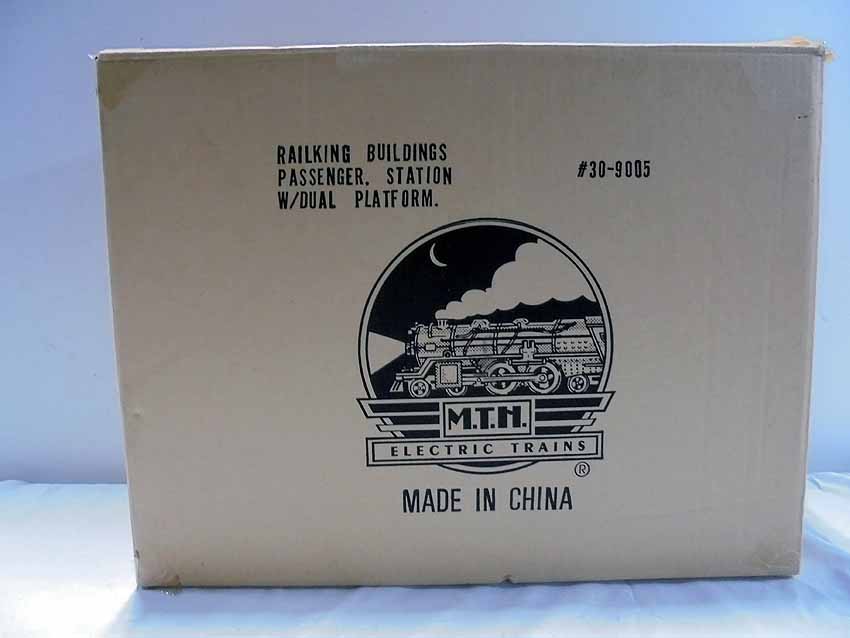 RAILKING BUILDINGS
PASSENGER. STATION
W/DUAL PLATFORM.
#30-9005
M.T.H.
ELECTRIC TRAINS
®
MADE IN CHINA